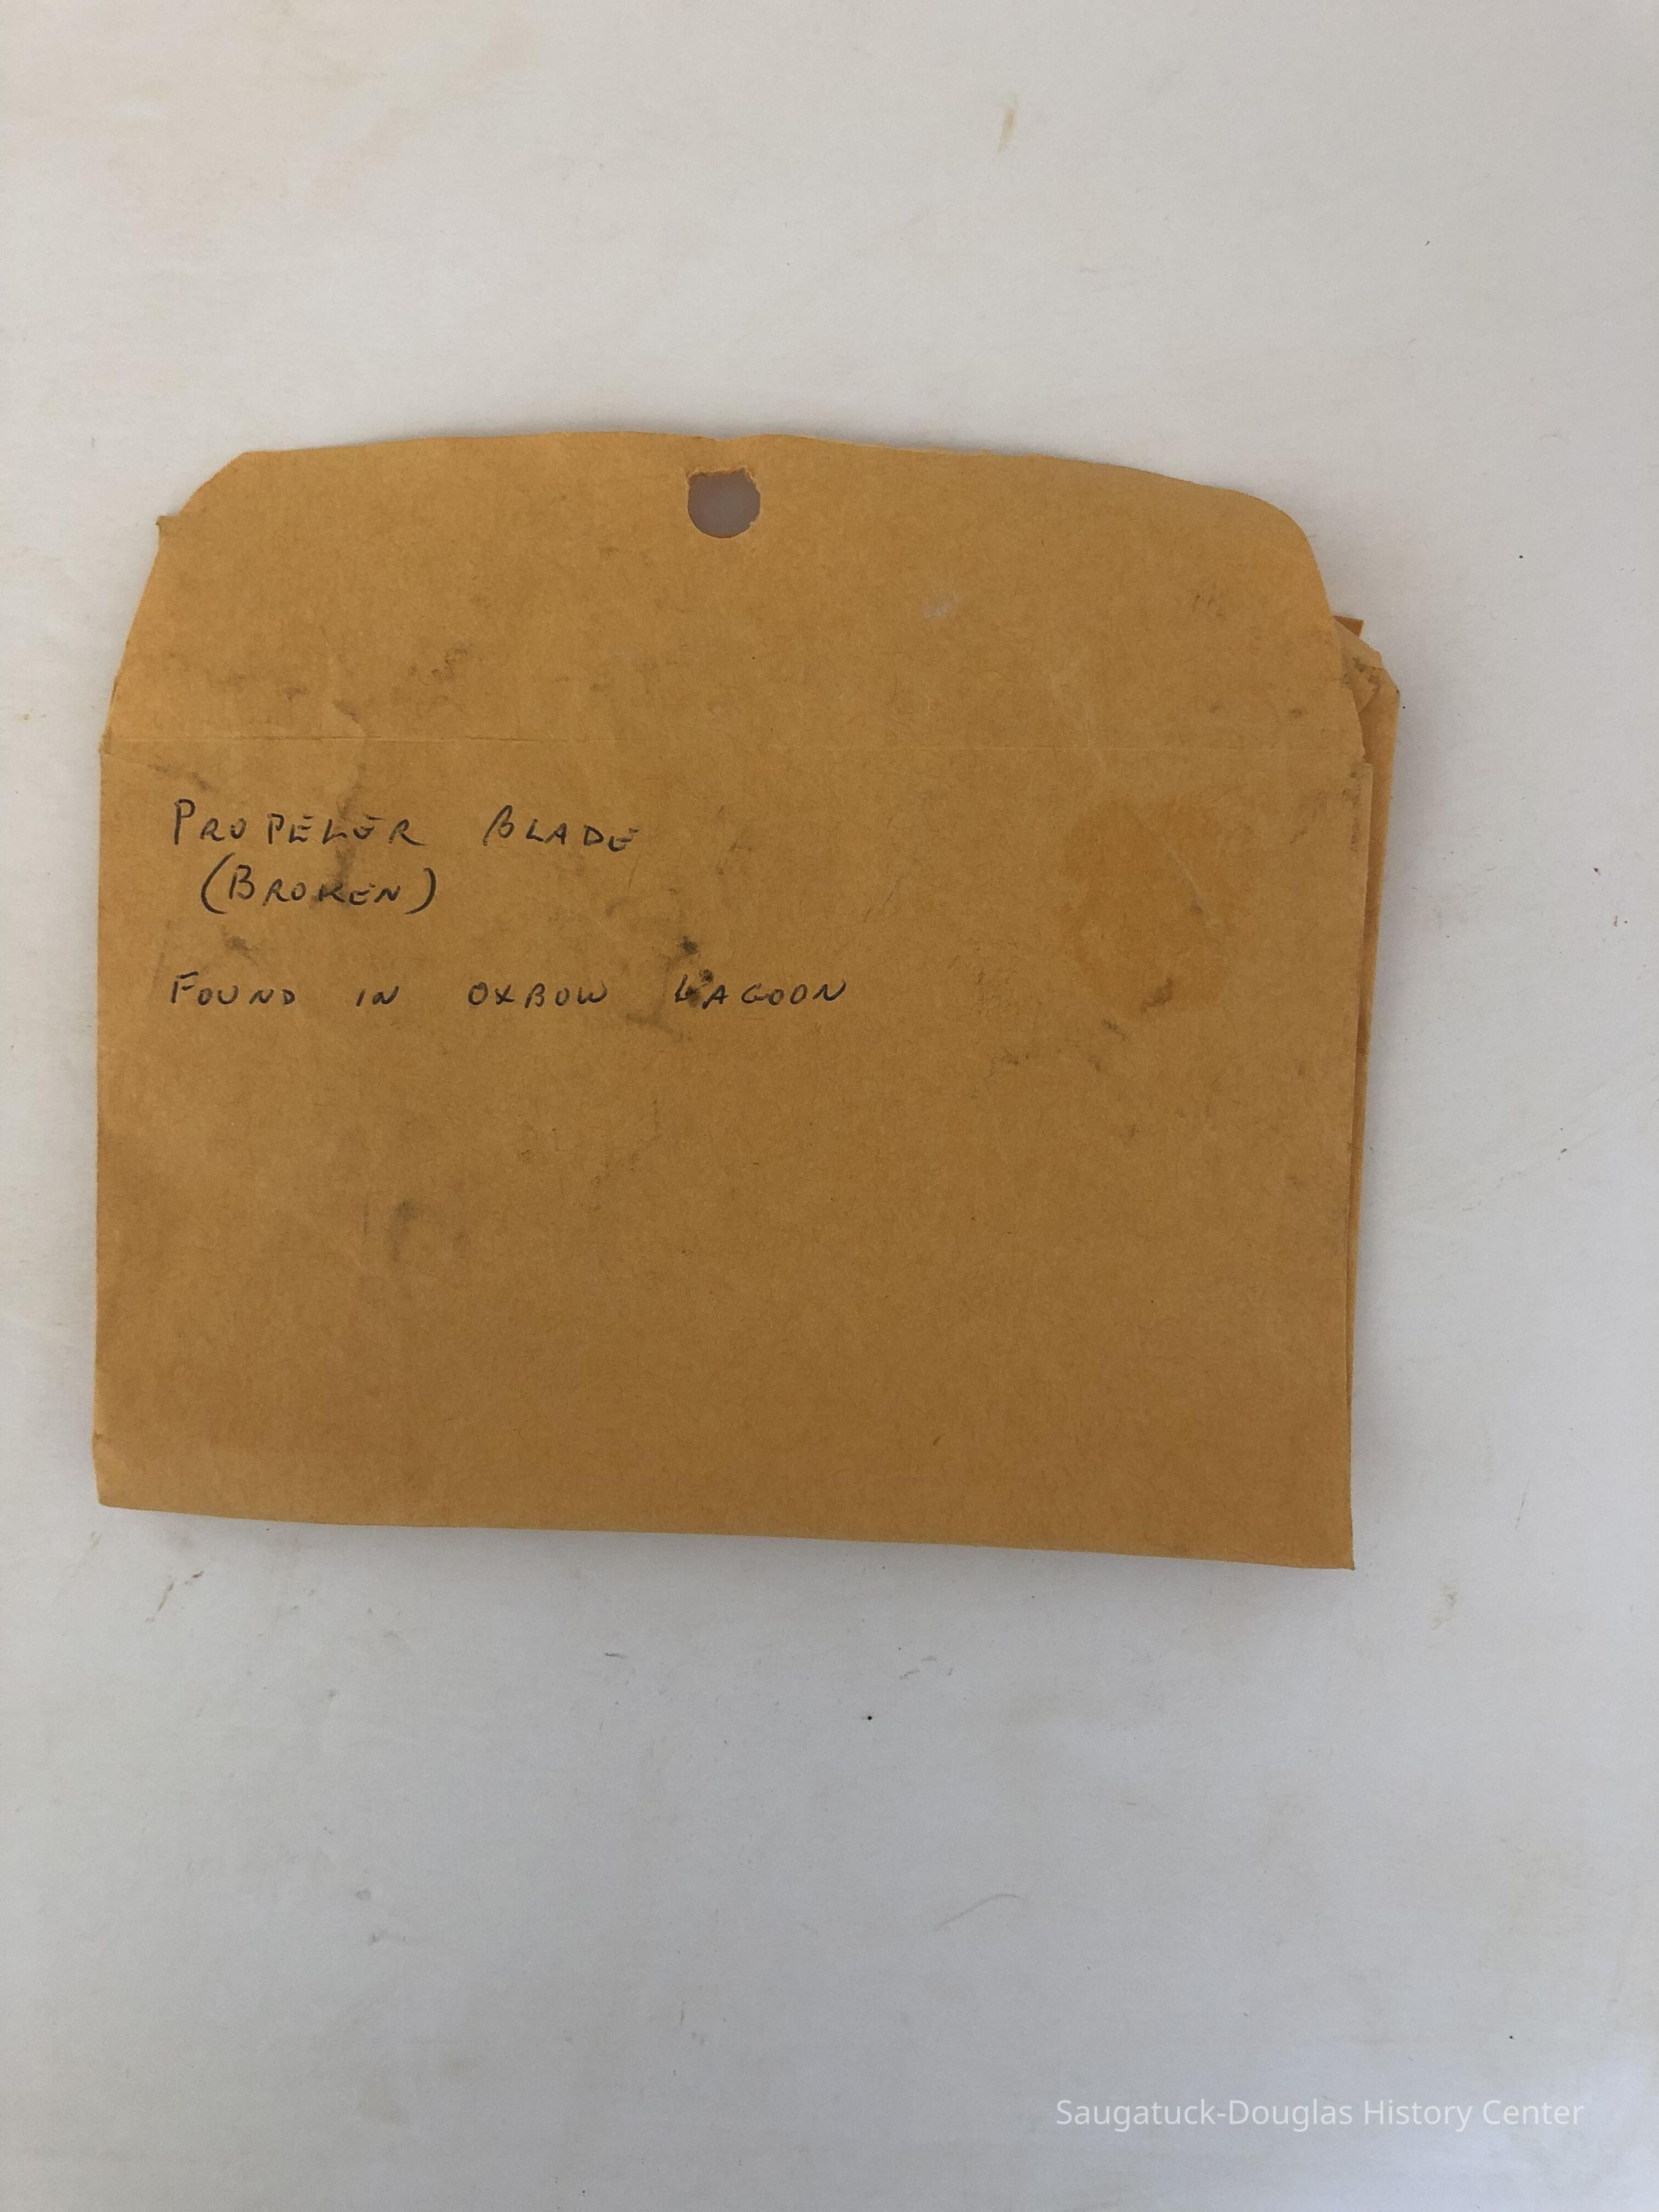 PROPELER BLADE
(BROKEN)
FOUND IN OXBOW LAGOON
Saugatuck-Douglas History Center